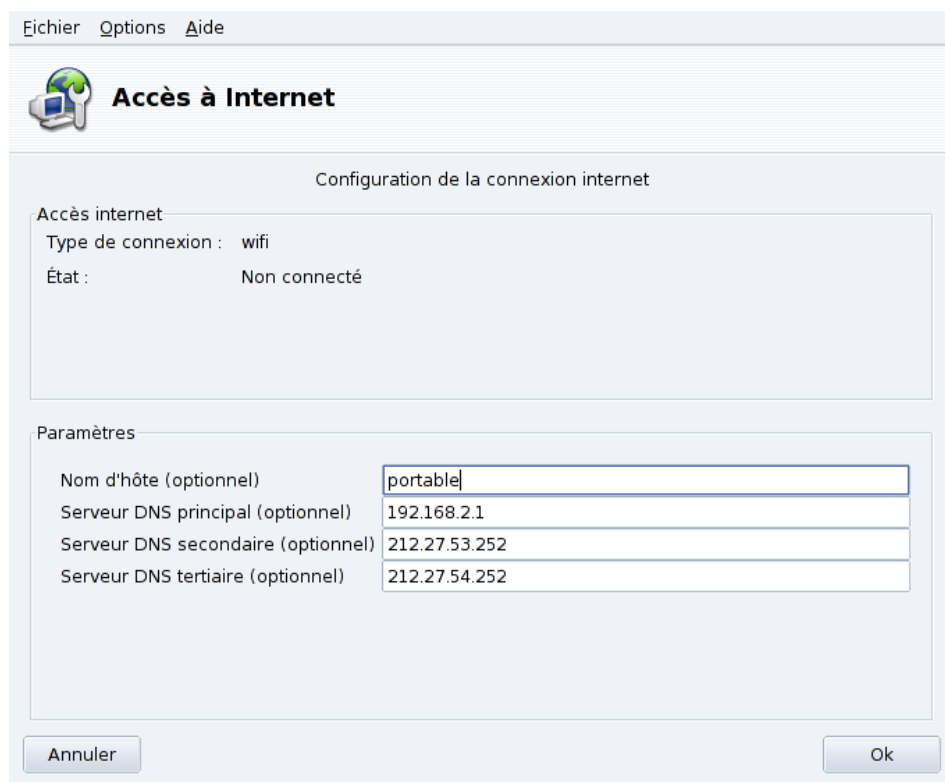 Fichier Options Aide
Accès à Internet
Configuration de la connexion internet
Accès internet
Type de connexion : wifi
État : Non connecté
Paramètres
Nom d'hôte (optionnel) portable
Serveur DNS principal (optionnel) 192.168.2.1
Serveur DNS secondaire (optionnel) 212.27.53.252
Serveur DNS tertiaire (optionnel) 212.27.54.252
Annuler Ok